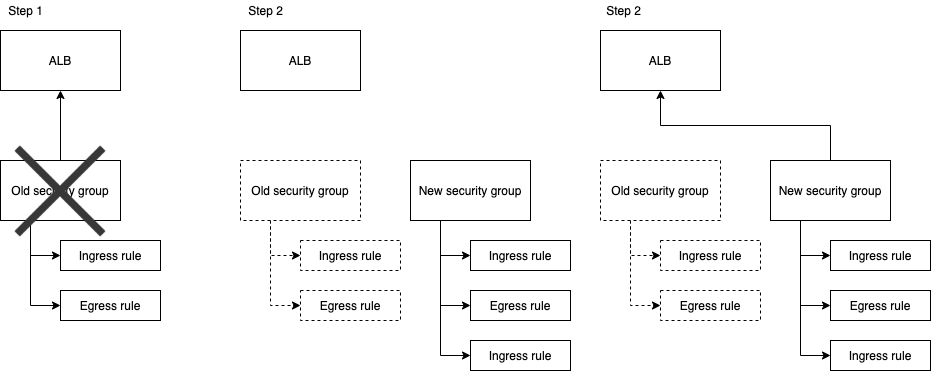 Step 1
ALB
Old security group
Ingress rule
Egress rule
Step 2
ALB
Old security group
Ingress rule
Egress rule
New security group
Ingress rule
Egress rule
Ingress rule
Step 2
ALB
Old security group
Ingress rule
Egress rule
New security group
Ingress rule
Egress rule
Ingress rule